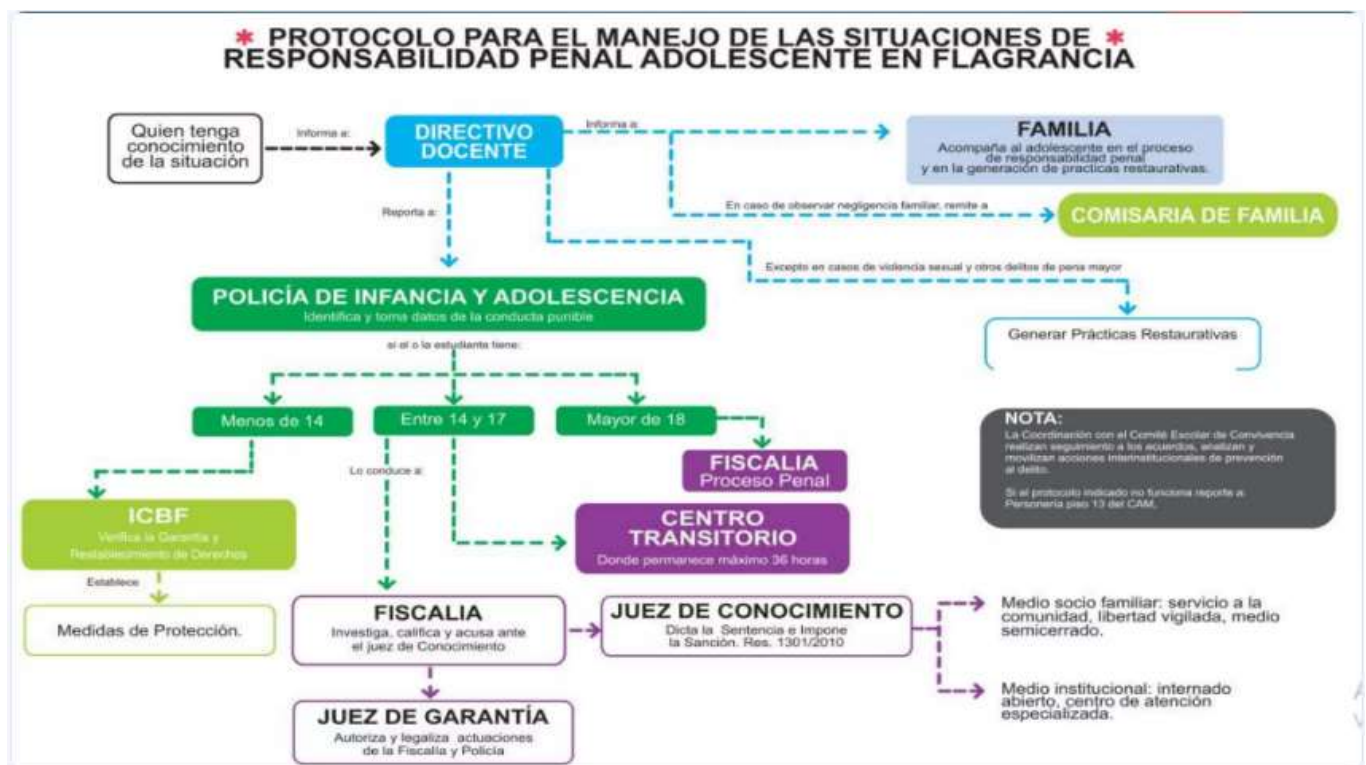 * PROTOCOLO PARA EL MANEJO DE LAS SITUACIONES DE *
RESPONSABILIDAD PENAL ADOLESCENTE EN FLAGRANCIA
Quien tenga
conocimiento
de la situación
Informa a:
DIRECTIVO
DOCENTE
Informa a:
FAMILIA
Acompaña al adolescente en el proceso
de responsabilidad penal
y en la generación de practicas restaurativas.
Reporta a:
En caso de observar negligencia familiar, remite a
COMISARIA DE FAMILIA
Excepto en casos de violencia sexual y otros delitos de pena mayor
Generar Prácticas Restaurativas
POLICÍA DE INFANCIA Y ADOLESCENCIA
Identifica y toma datos de la conducta punible
si el o la estudiante tiene:
Menos de 14
Entre 14 y 17
Mayor de 18
Lo conduce a:
FISCALIA
Proceso Penal
NOTA:
La Coordinación con el Comité Escolar de Convivencia
realizan seguimiento a los acuerdos, analizan y
movilizan acciones interinstitucionales de prevención
al delito.
Si el protocolo indicado no funciona reporte a:
Personería piso 13 del CAM,
ICBF
Verifica la Garantía y
Restablecimiento de Derechos
CENTRO
TRANSITORIO
Donde permanece máximo 36 horas
Establece
Medidas de Protección.
FISCALIA
Investiga, califica y acusa ante
el juez de Conocimiento
JUEZ DE CONOCIMIENTO
Dicta la Sentencia e Impone
la Sanción. Res. 1301/2010
Medio socio familiar: servicio a la
comunidad, libertad vigilada, medio
semicerrado.
Medio institucional: internado
abierto, centro de atención
especializada.
JUEZ DE GARANTÍA
Autoriza y legaliza actuaciones
de la Fiscalía y Policía